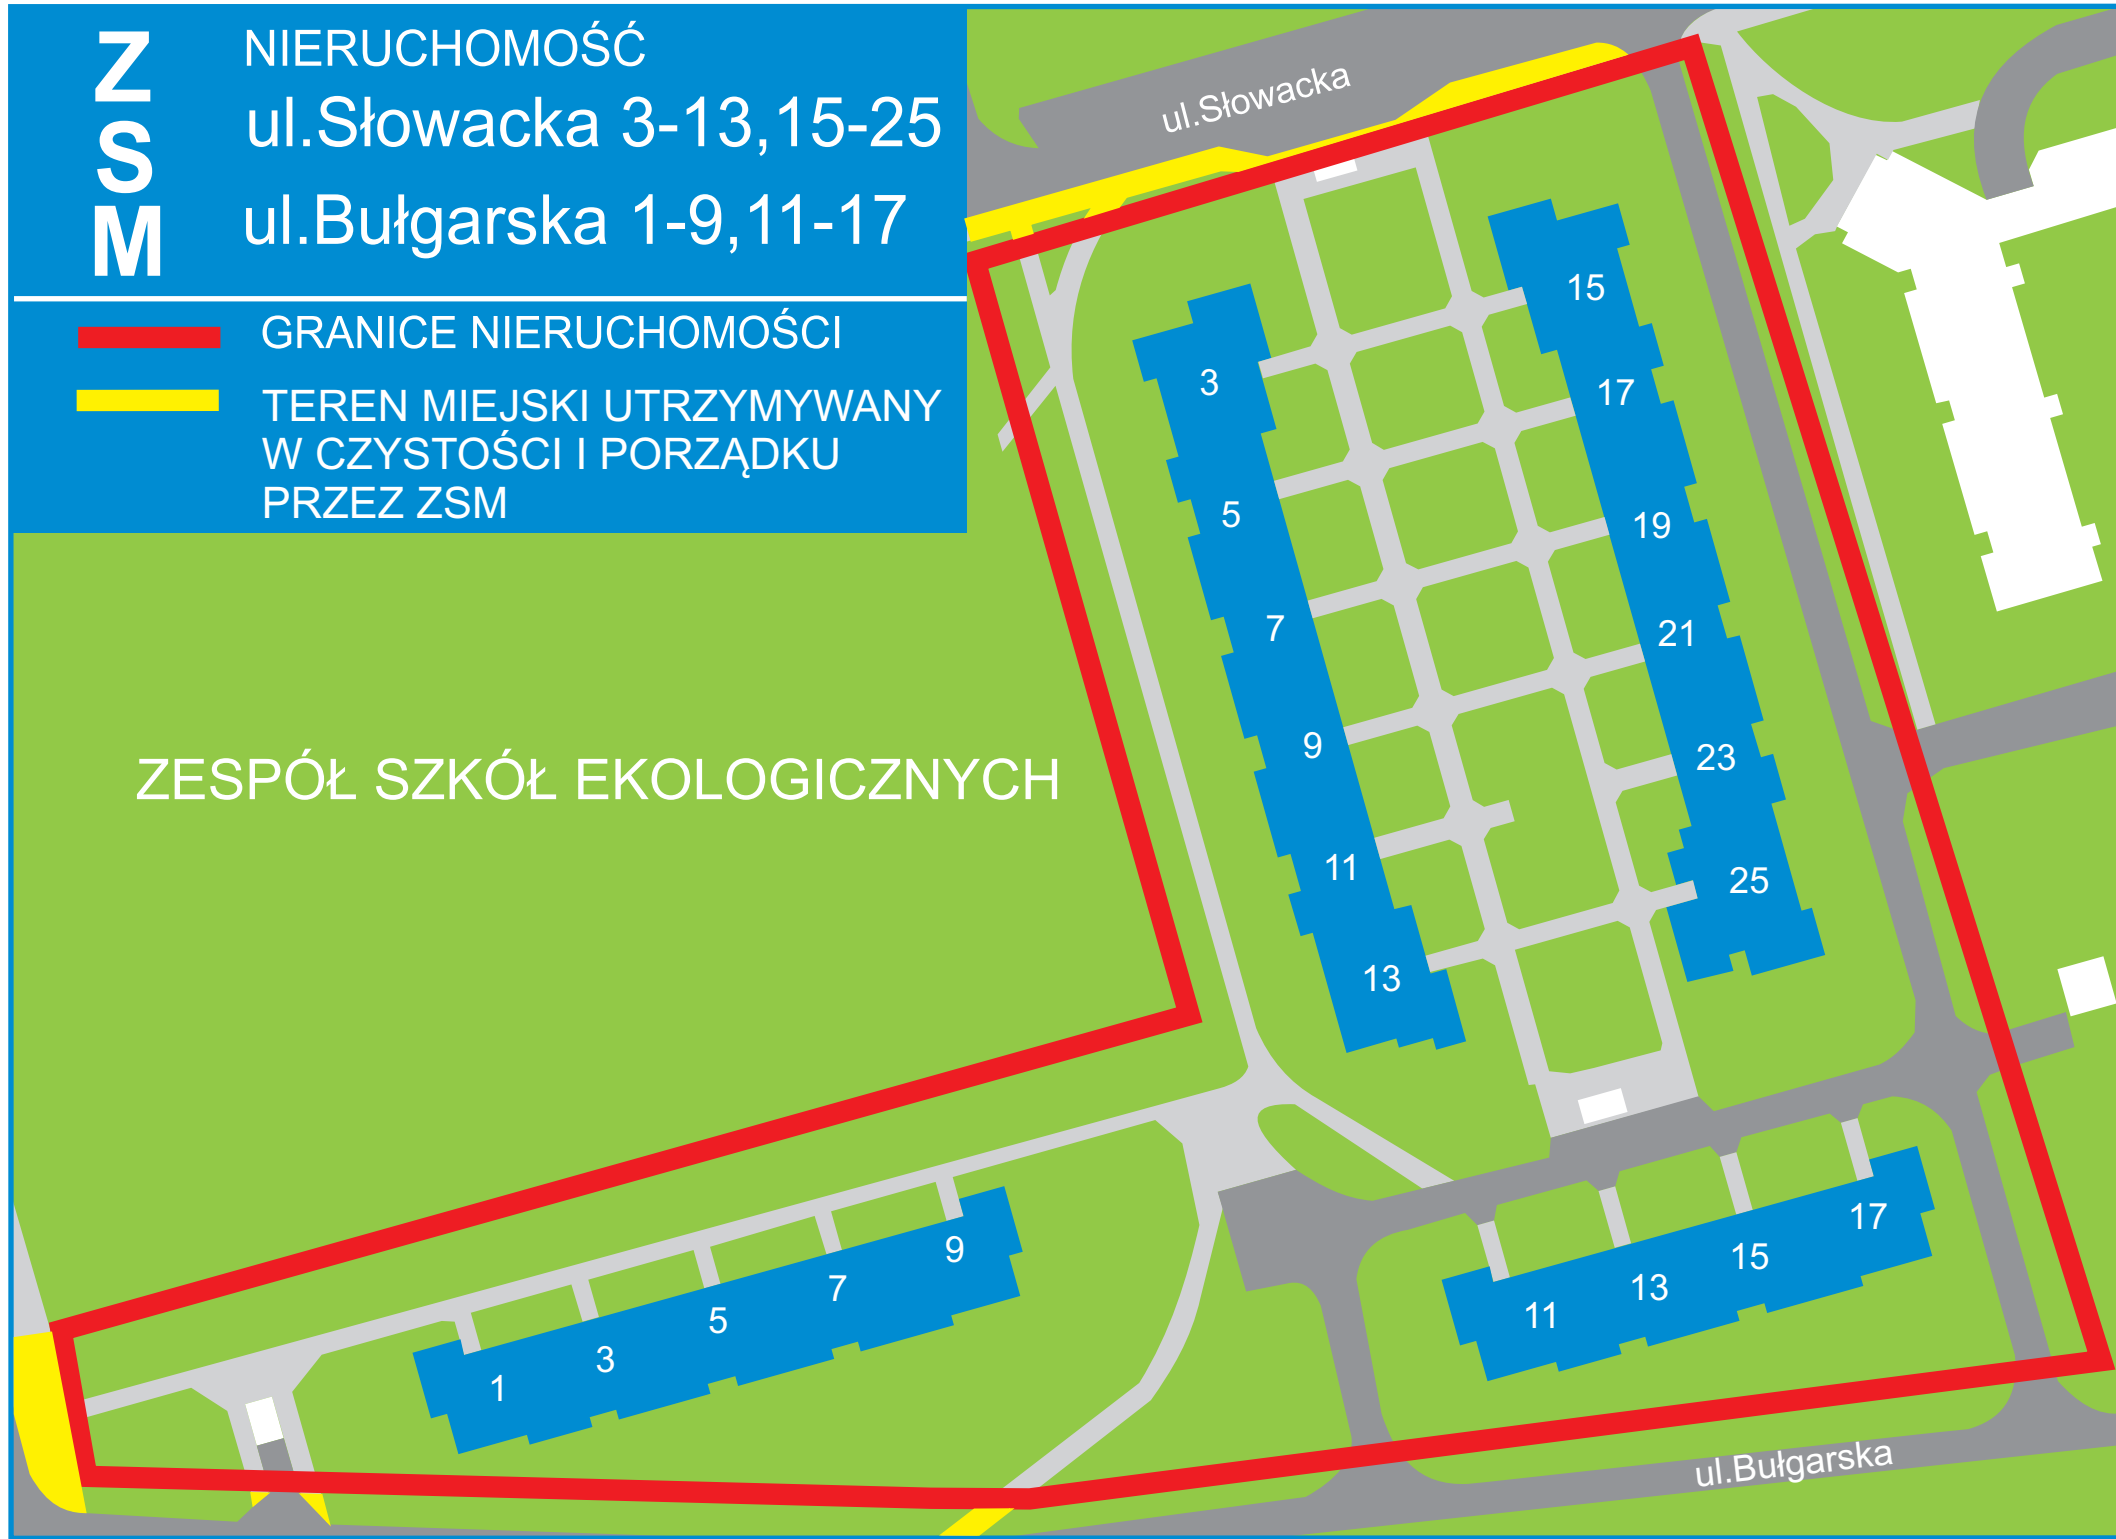 Z
S
M
NIERUCHOMOŚĆ
ul.Słowacka 3-13,15-25
ul.Bułgarska 1-9,11-17
GRANICE NIERUCHOMOŚCI
TEREN MIEJSKI UTRZYMYWANY
W CZYSTOŚCI I PORZĄDKU
PRZEZ ZSM
ul.Słowacka
3
5
7
9
11
13
15
17
19
21
23
25
ZESPÓŁ SZKÓŁ EKOLOGICZNYCH
1
3
5
7
9
11
13
15
17
ul.Bułgarska